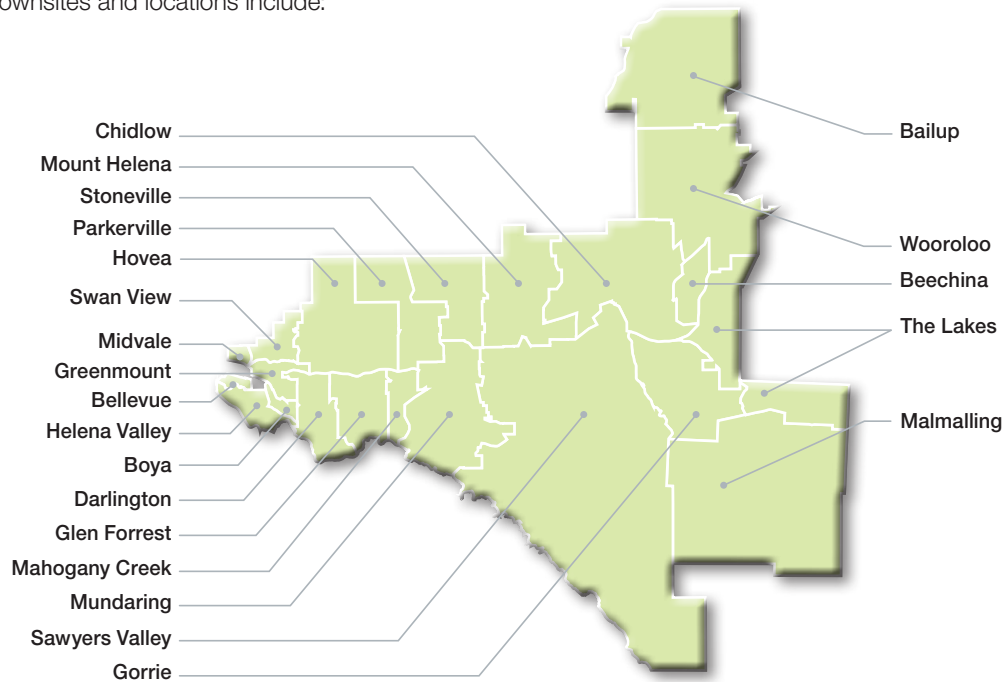 ownsites and locations include:
Chidlow
Mount Helena
Stoneville
Parkerville
Hovea
Swan View
Midvale
Greenmount
Bellevue
Helena Valley
Boya
Darlington
Glen Forrest
Mahogany Creek
Mundaring
Sawyers Valley
Gorrie
Bailup
Wooroloo
Beechina
The Lakes
Malmalling